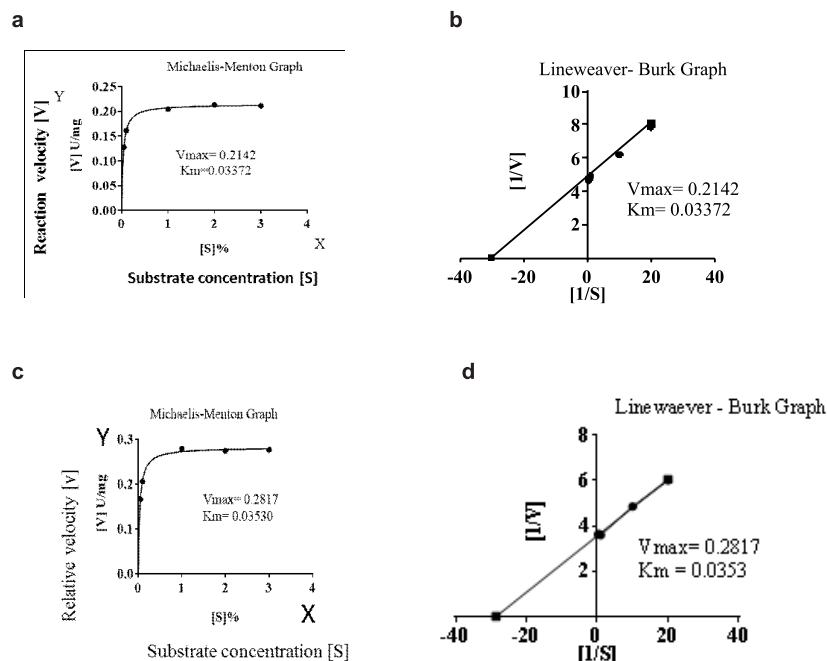 a
Michaelis-Menton Graph
Y
Reaction velocity [V]
[V] U/mg
0.25
0.20
0.15
0.10
0.05
0.00
0 1 2 3 4
Vmax= 0.2142
Km=0.03372
[S]%
X
Substrate concentration [S]
b
Lineweaver- Burk Graph
[1/V]
10
8
6
4
2
-40 -20 0 20 40
Vmax= 0.2142
Km= 0.03372
[1/S]
c
Michaelis-Menton Graph
Y
Relative velocity [v]
[V] U/mg
0.3
0.2
0.1
0.0
0 1 2 3 4
Vmax= 0.2817
Km= 0.03530
[S]%
X
Substrate concentration [S]
d
Linewaever - Burk Graph
[1/V]
8
6
4
2
-40 -20 0 20 40
Vmax= 0.2817
Km = 0.0353
[1/S]